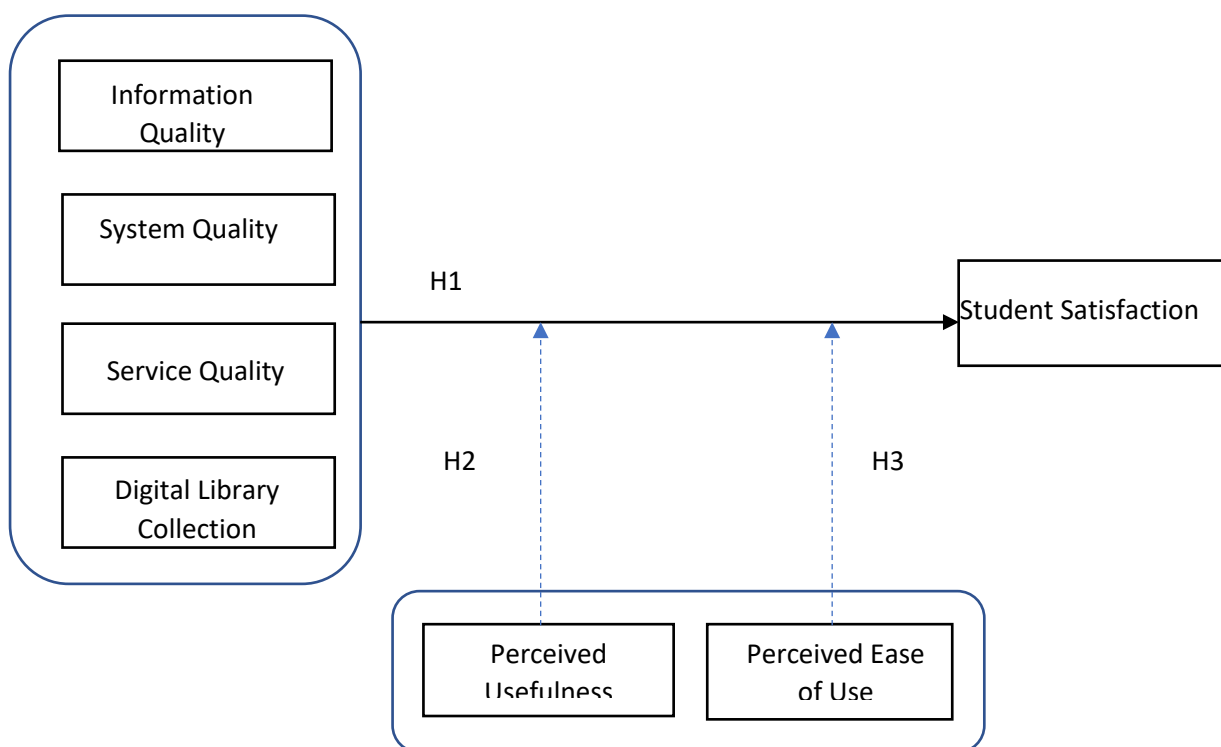 Information
Quality
System Quality
Service Quality
Digital Library
Collection
H1
Student Satisfaction
H2
H3
Perceived
Usefulness
Perceived Ease
of Use